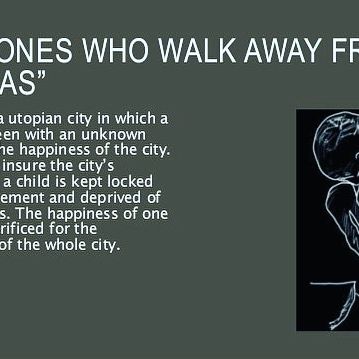 ONES WHO WALK AWAY FR
AS”
a utopian city in which a
een with an unknown
he happiness of the city.
insure the city’s
a child is kept locked
ement and deprived of
s. The happiness of one
rificed for the
of the whole city.